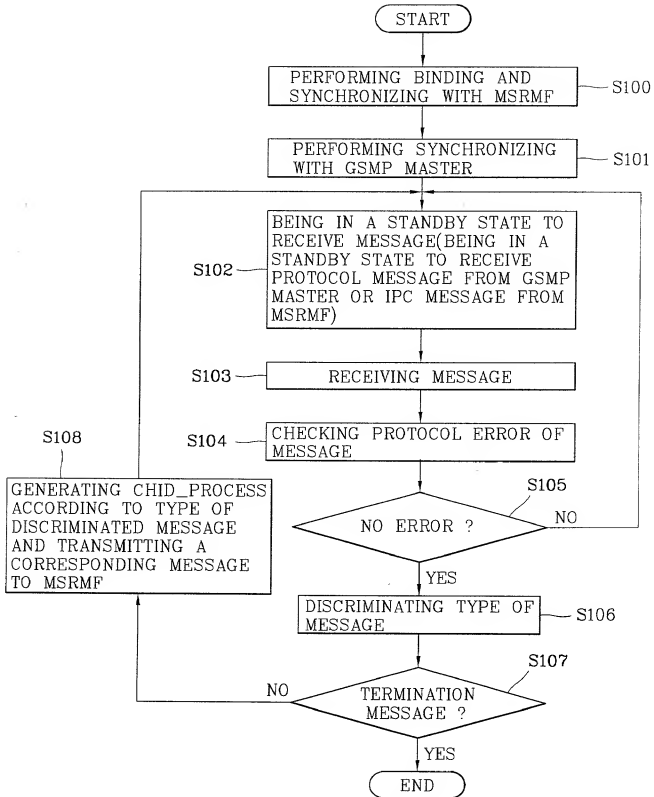 START
PERFORMING BINDING AND
SYNCHRONIZING WITH MSRMF
S100
PERFORMING SYNCHRONIZING
WITH GSMP MASTER
S101
BEING IN A STANDBY STATE TO
RECEIVE MESSAGE(BEING IN A
STANDBY STATE TO RECEIVE
PROTOCOL MESSAGE FROM GSMP
MASTER OR IPC MESSAGE FROM
MSRMF)
S102
RECEIVING MESSAGE
S103
CHECKING PROTOCOL ERROR OF
MESSAGE
S104
NO ERROR ?
S105
NO
YES
DISCRIMINATING TYPE OF
MESSAGE
S106
TERMINATION
MESSAGE ?
S107
NO
YES
S108
GENERATING CHID_PROCESS
ACCORDING TO TYPE OF
DISCRIMINATED MESSAGE
AND TRANSMITTING A
CORRESPONDING MESSAGE
TO MSRMF
END